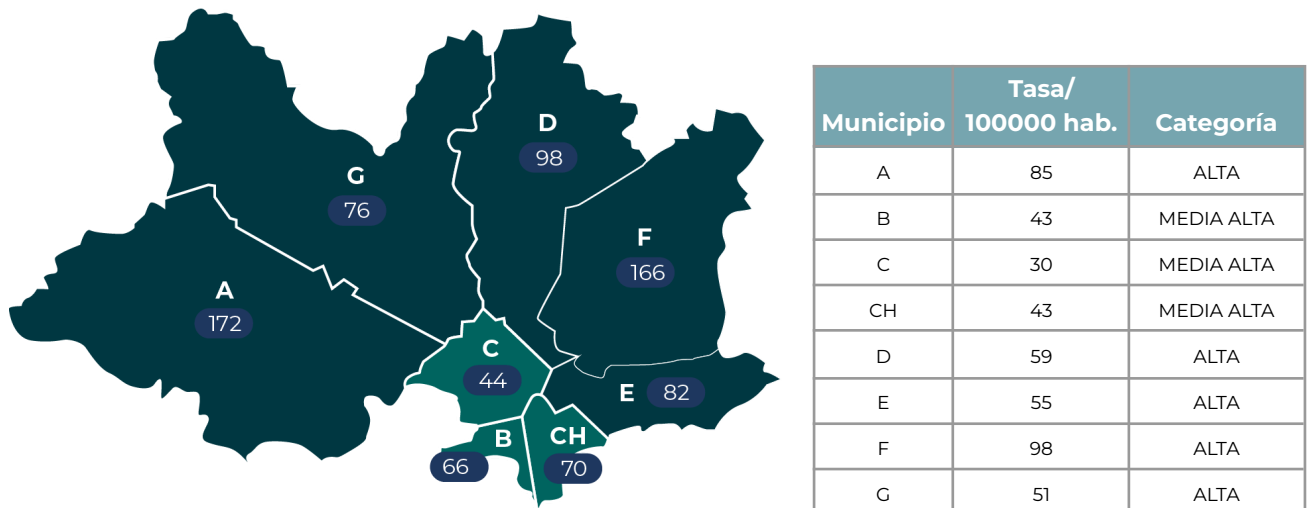 D
98
G
76
F
166
A
172
C
44
E 82
B
66
CH
70
Municipio Tasa/ 100000 hab. Categoría
A 85 ALTA
B 43 MEDIA ALTA
C 30 MEDIA ALTA
CH 43 MEDIA ALTA
D 59 ALTA
E 55 ALTA
F 98 ALTA
G 51 ALTA